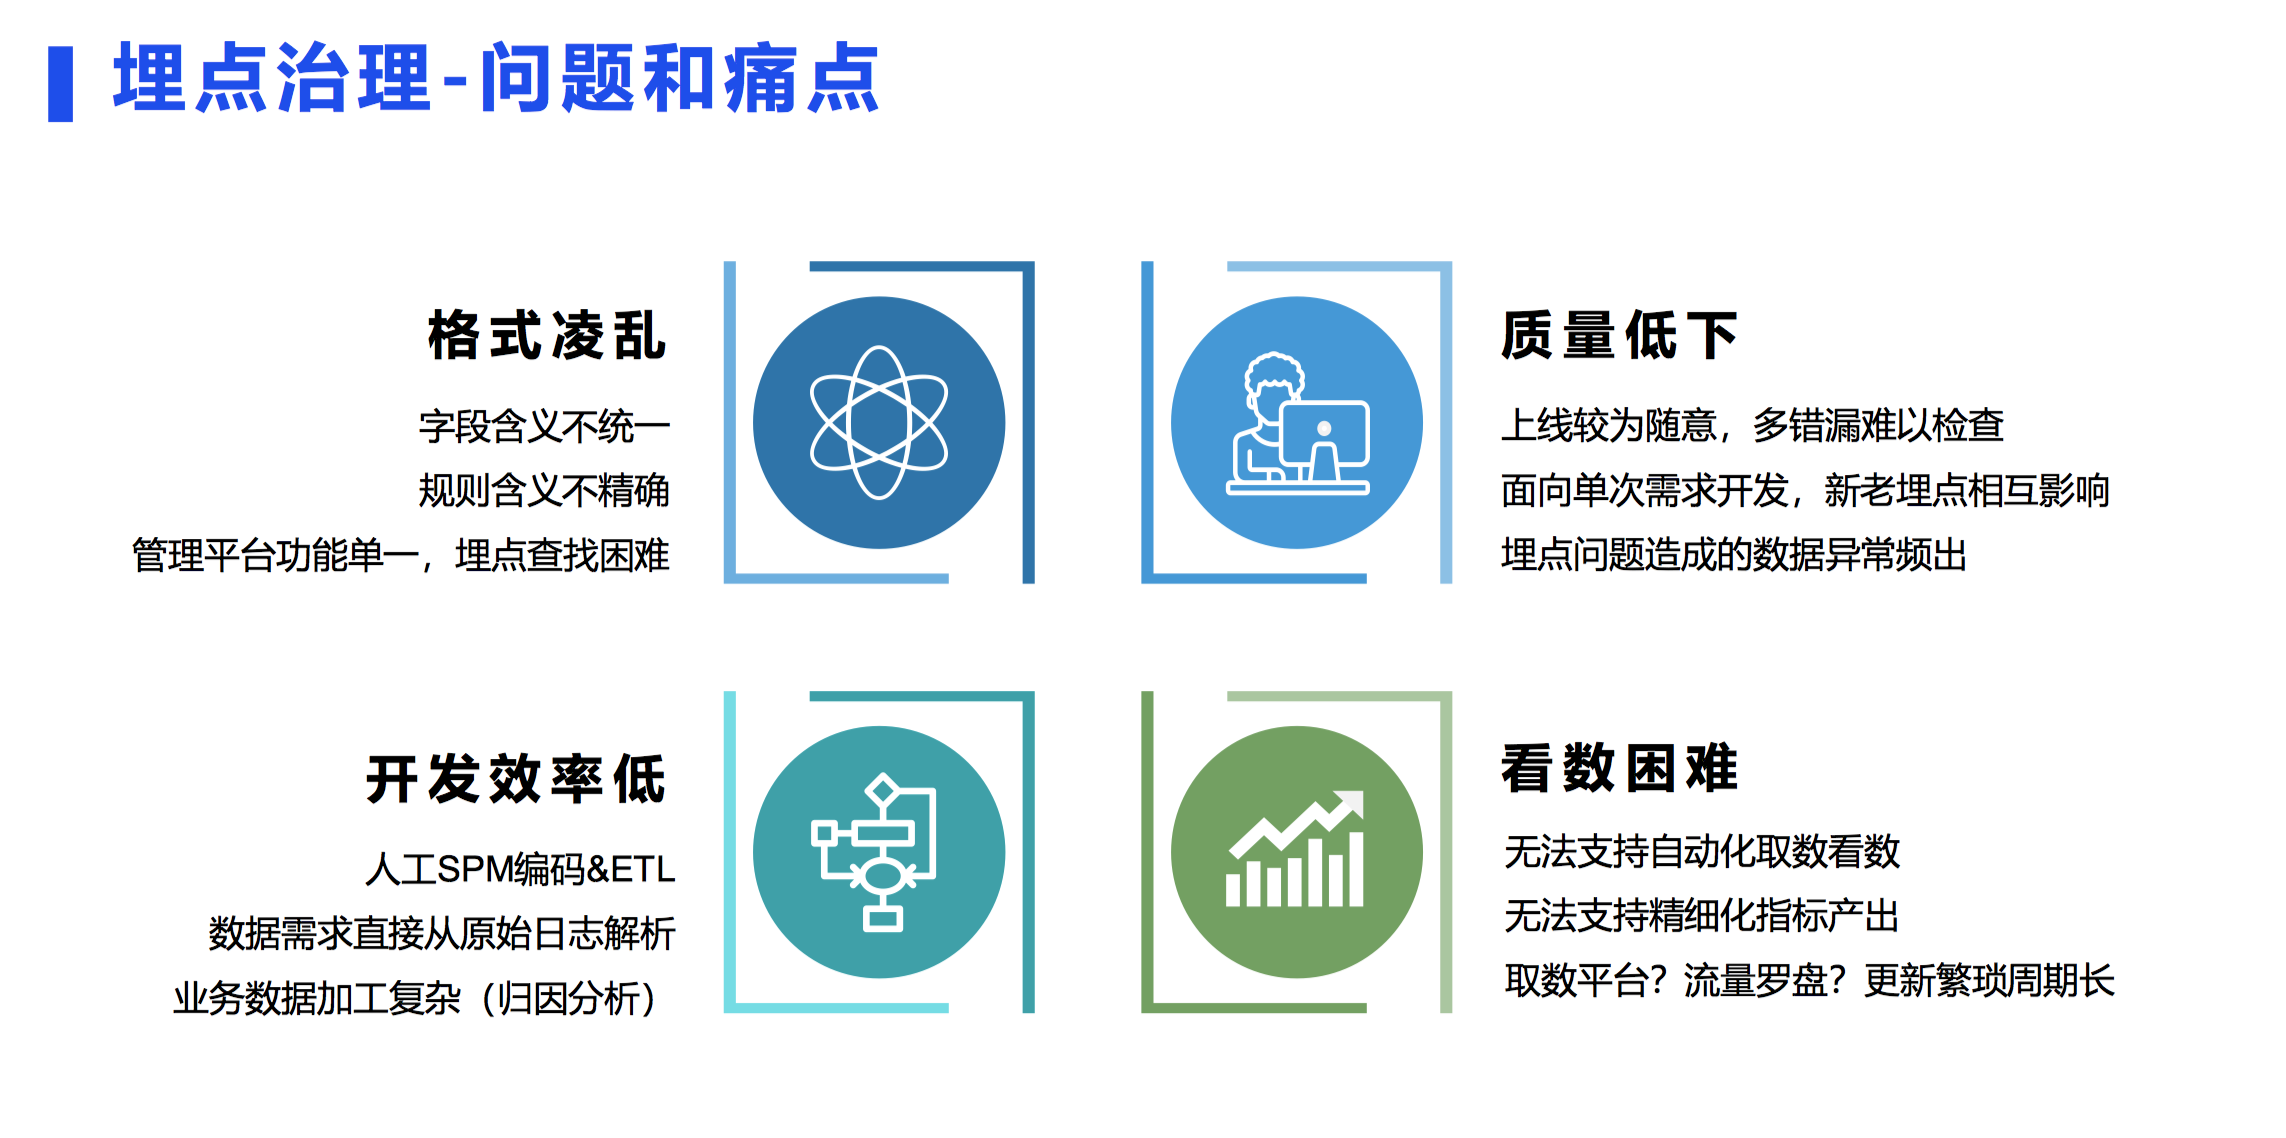 埋点治理-问题和痛点
格式凌乱
字段含义不统一
规则含义不精确
管理平台功能单一，埋点查找困难
质量低下
上线较为随意，多错漏难以检查
面向单次需求开发，新老埋点相互影响
埋点问题造成的数据异常频出
开发效率低
人工SPM编码&ETL
数据需求直接从原始日志解析
业务数据加工复杂（归因分析）
看数困难
无法支持自动化取数看数
无法支持精细化指标产出
取数平台？流量罗盘？更新繁琐周期长